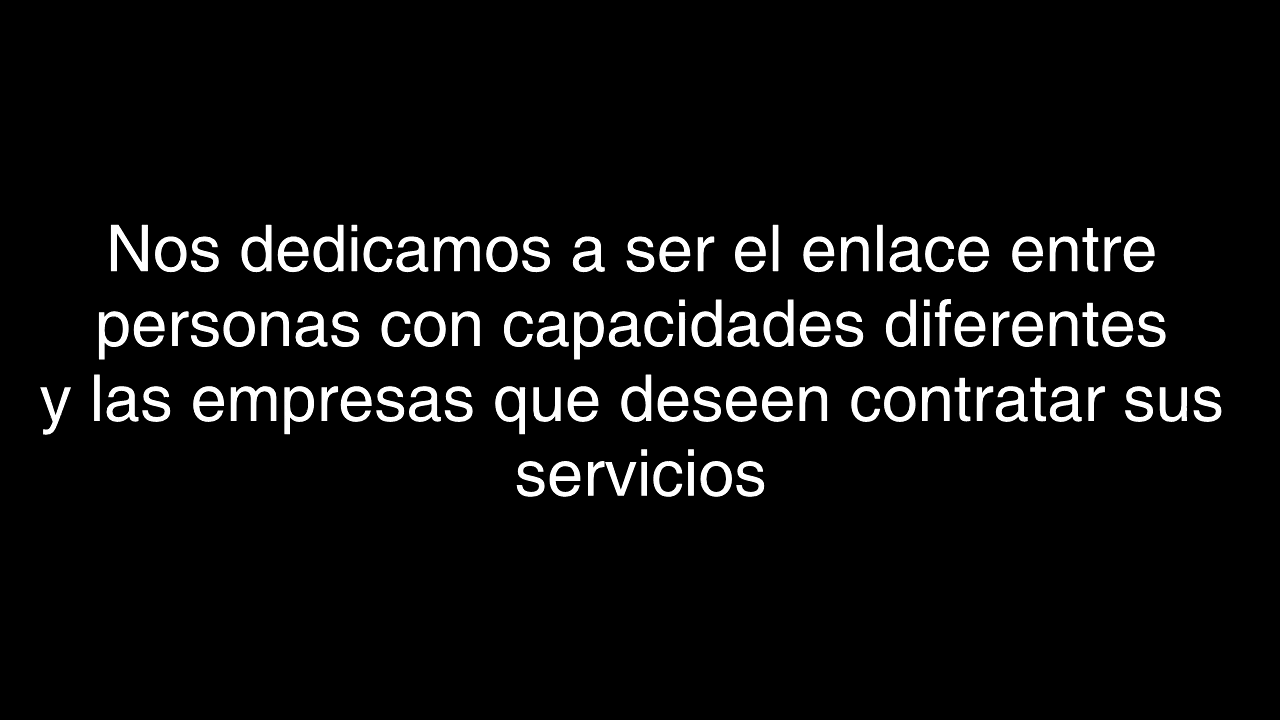 Nos dedicamos a ser el enlace entre
personas con capacidades diferentes
y las empresas que deseen contratar sus
servicios